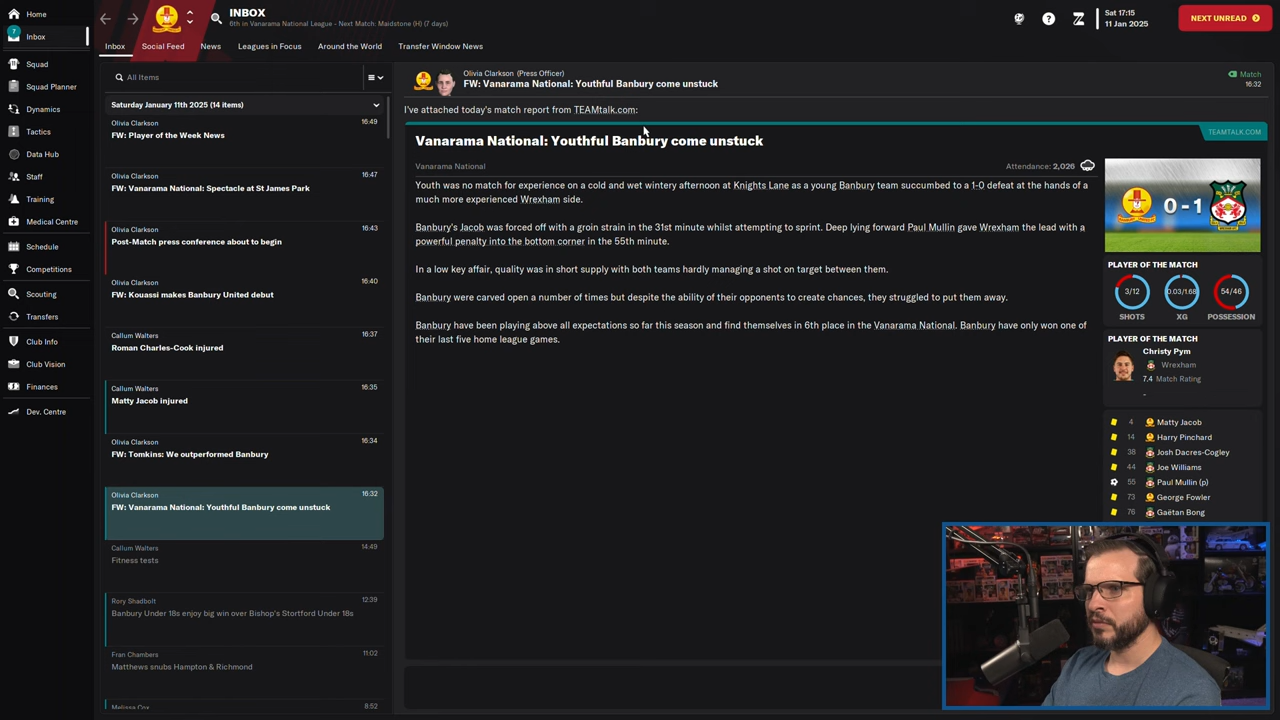 Home
7
Inbox
Squad
Squad Planner
Dynamics
Tactics
Data Hub
Staff
Training
Medical Centre
Schedule
Competitions
Scouting
Transfers
Club Info
Club Vision
Finances
Dev. Centre
INBOX
6th in Vanarama National League - Next Match: Maidstone (H) (7 days)
Sat 17:15
11 Jan 2025
NEXT UNREAD
Inbox
Social Feed
News
Leagues in Focus
Around the World
Transfer Window News
All Items
Saturday January 11th 2025 (14 items)
Olivia Clarkson 16:49
FW: Player of the Week News
Olivia Clarkson 16:47
FW: Vanarama National: Spectacle at St James Park
Olivia Clarkson 16:43
Post-Match press conference about to begin
Olivia Clarkson 16:40
FW: Kouassi makes Banbury United debut
Callum Walters 16:37
Roman Charles-Cook injured
Callum Walters 16:35
Matty Jacob injured
Olivia Clarkson 16:34
FW: Tomkins: We outperformed Banbury
Olivia Clarkson 16:32
FW: Vanarama National: Youthful Banbury come unstuck
Callum Walters 14:49
Fitness tests
Rory Shadbolt 12:39
Banbury Under 18s enjoy big win over Bishop's Stortford Under 18s
Fran Chambers 11:02
Matthews snubs Hampton & Richmond
Melissa Cox 8:52
Olivia Clarkson (Press Officer)
FW: Vanarama National: Youthful Banbury come unstuck
Match
16:32
I've attached today's match report from TEAMtalk.com:
TEAMTALK.COM
Vanarama National: Youthful Banbury come unstuck
Vanarama National
Attendance: 2,026
Youth was no match for experience on a cold and wet wintery afternoon at Knights Lane as a young Banbury team succumbed to a 1-0 defeat at the hands of a
much more experienced Wrexham side.
Banbury's Jacob was forced off with a groin strain in the 31st minute whilst attempting to sprint. Deep lying forward Paul Mullin gave Wrexham the lead with a
powerful penalty into the bottom corner in the 55th minute.
In a low key affair, quality was in short supply with both teams hardly managing a shot on target between them.
Banbury were carved open a number of times but despite the ability of their opponents to create chances, they struggled to put them away.
Banbury have been playing above all expectations so far this season and find themselves in 6th place in the Vanarama National. Banbury have only won one of
their last five home league games.
0 - 1
PLAYER OF THE MATCH
3/12
0.03/1.68
54/46
SHOTS
XG
POSSESSION
PLAYER OF THE MATCH
Christy Pym
Wrexham
7.4 Match Rating
-
4 Matty Jacob
14 Harry Pinchard
38 Josh Dacres-Cogley
44 Joe Williams
55 Paul Mullin (p)
73 George Fowler
76 Gaëtan Bong